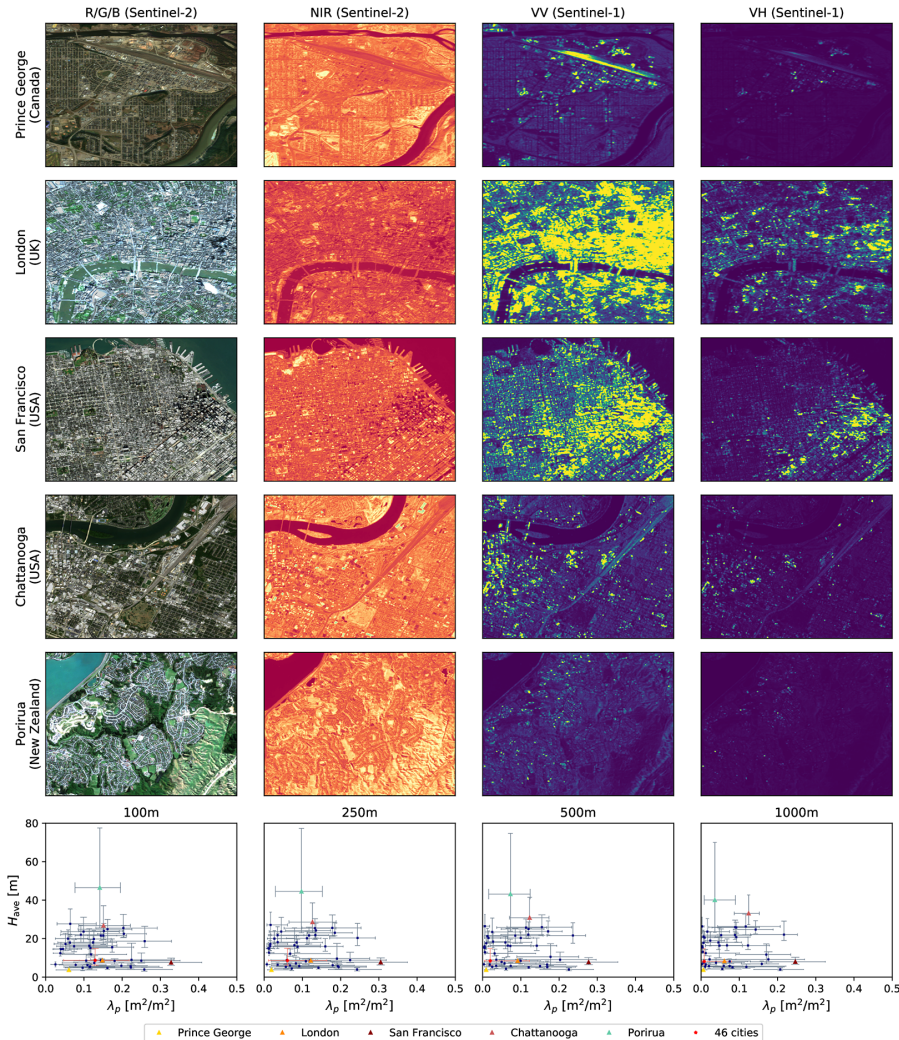 R/G/B (Sentinel-2)
NIR (Sentinel-2)
VV (Sentinel-1)
VH (Sentinel-1)
Prince George
(Canada)
London
(UK)
San Francisco
(USA)
Chattanooga
(USA)
Porirua
(New Zealand)
100m
250m
500m
1000m
80
60
40
20
0
H_ave [m]
0.0 0.1 0.2 0.3 0.4 0.5
0.0 0.1 0.2 0.3 0.4 0.5
0.0 0.1 0.2 0.3 0.4 0.5
0.0 0.1 0.2 0.3 0.4 0.5
λ_p [m²/m²]
λ_p [m²/m²]
λ_p [m²/m²]
λ_p [m²/m²]
Prince George
London
San Francisco
Chattanooga
Porirua
46 cities